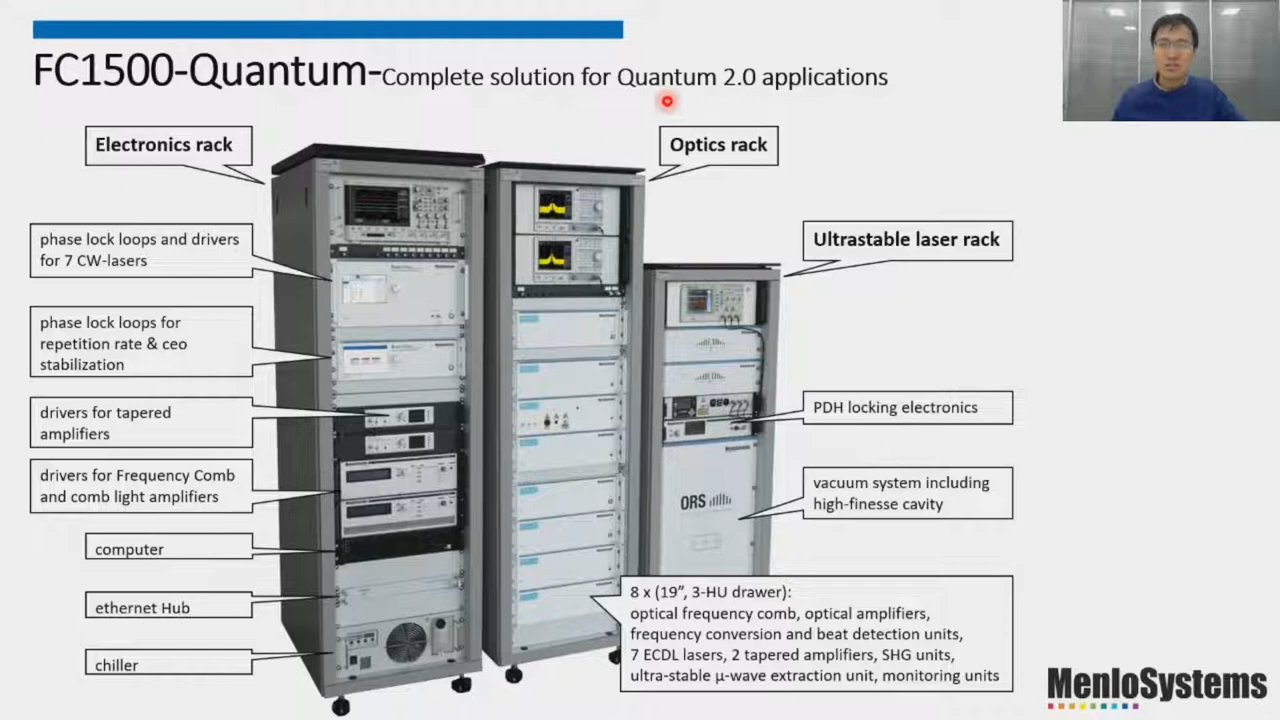 FC1500-Quantum-Complete solution for Quantum 2.0 applications
Electronics rack
Optics rack
Ultrastable laser rack
phase lock loops and drivers
for 7 CW-lasers
phase lock loops for
repetition rate & ceo
stabilization
drivers for tapered
amplifiers
drivers for Frequency Comb
and comb light amplifiers
computer
ethernet Hub
chiller
PDH locking electronics
vacuum system including
high-finesse cavity
ORS
8 x (19”, 3-HU drawer):
optical frequency comb, optical amplifiers,
frequency conversion and beat detection units,
7 ECDL lasers, 2 tapered amplifiers, SHG units,
ultra-stable μ-wave extraction unit, monitoring units
MenloSystems